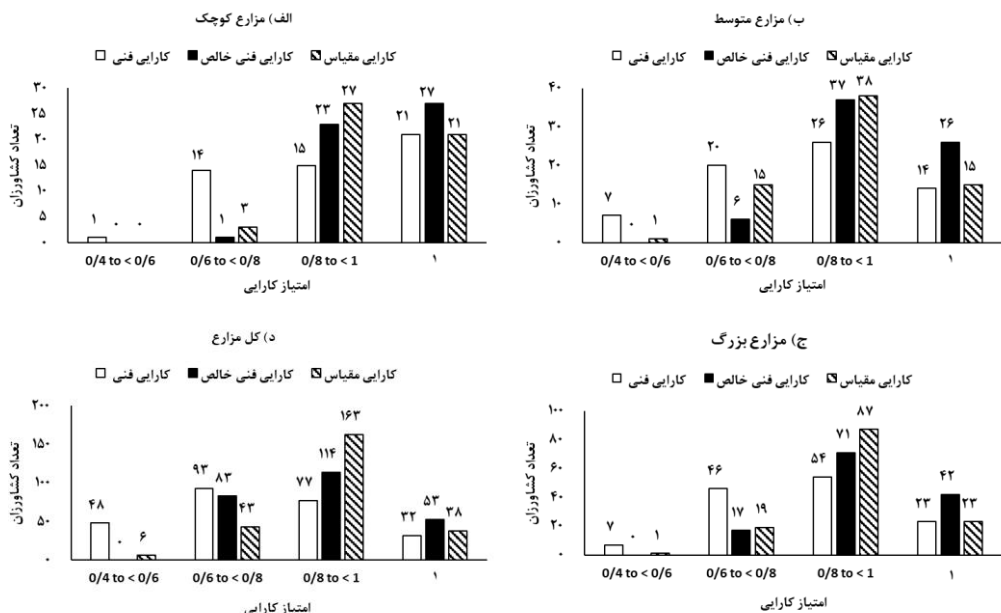 الف) مزارع کوچک
کارایی فنی کارایی فنی خالص کارایی مقیاس
تعداد کشاورزان
۳۰
۲۵
۲۰
۱۵
۱۰
۵
۰
۱ ۰ ۰
۱۴ ۱ ۳
۱۵ ۲۳ ۲۷
۲۱ ۲۷ ۲۱
0/4 to < 0/6 0/6 to < 0/8 0/8 to < 1 ۱
امتیاز کارایی
ب) مزارع متوسط
کارایی فنی کارایی فنی خالص کارایی مقیاس
تعداد کشاورزان
۴۰
۳۰
۲۰
۱۰
۰
۷ ۰ ۱
۲۰ ۶ ۱۵
۲۶ ۳۷ ۳۸
۱۴ ۲۶ ۱۵
0/4 to < 0/6 0/6 to < 0/8 0/8 to < 1 ۱
امتیاز کارایی
د) کل مزارع
کارایی فنی کارایی فنی خالص کارایی مقیاس
تعداد کشاورزان
۲۰۰
۱۵۰
۱۰۰
۵۰
۰
۴۸ ۰ ۶
۹۳ ۸۳ ۴۳
۷۷ ۱۱۴ ۱۶۳
۳۲ ۵۳ ۳۸
0/4 to < 0/6 0/6 to < 0/8 0/8 to < 1 ۱
امتیاز کارایی
ج) مزارع بزرگ
کارایی فنی کارایی فنی خالص کارایی مقیاس
تعداد کشاورزان
۱۰۰
۸۰
۶۰
۴۰
۲۰
۰
۷ ۰ ۱
۴۶ ۱۷ ۱۹
۵۴ ۷۱ ۸۷
۲۳ ۴۲ ۲۳
0/4 to < 0/6 0/6 to < 0/8 0/8 to < 1 ۱
امتیاز کارایی